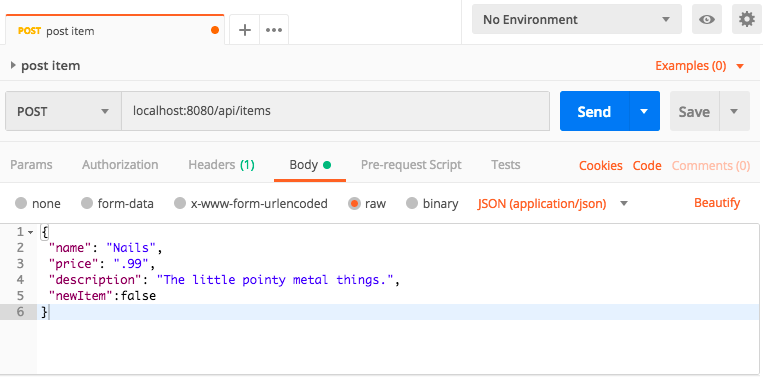 POST post item + ••• No Environment
post item Examples (0)
POST localhost:8080/api/items Send Save
Params Authorization Headers (1) Body Pre-request Script Tests Cookies Code Comments (0)
none form-data x-www-form-urlencoded raw binary JSON (application/json) Beautify
1 {
2 "name": "Nails",
3 "price": ".99",
4 "description": "The little pointy metal things.",
5 "newItem":false
6 }